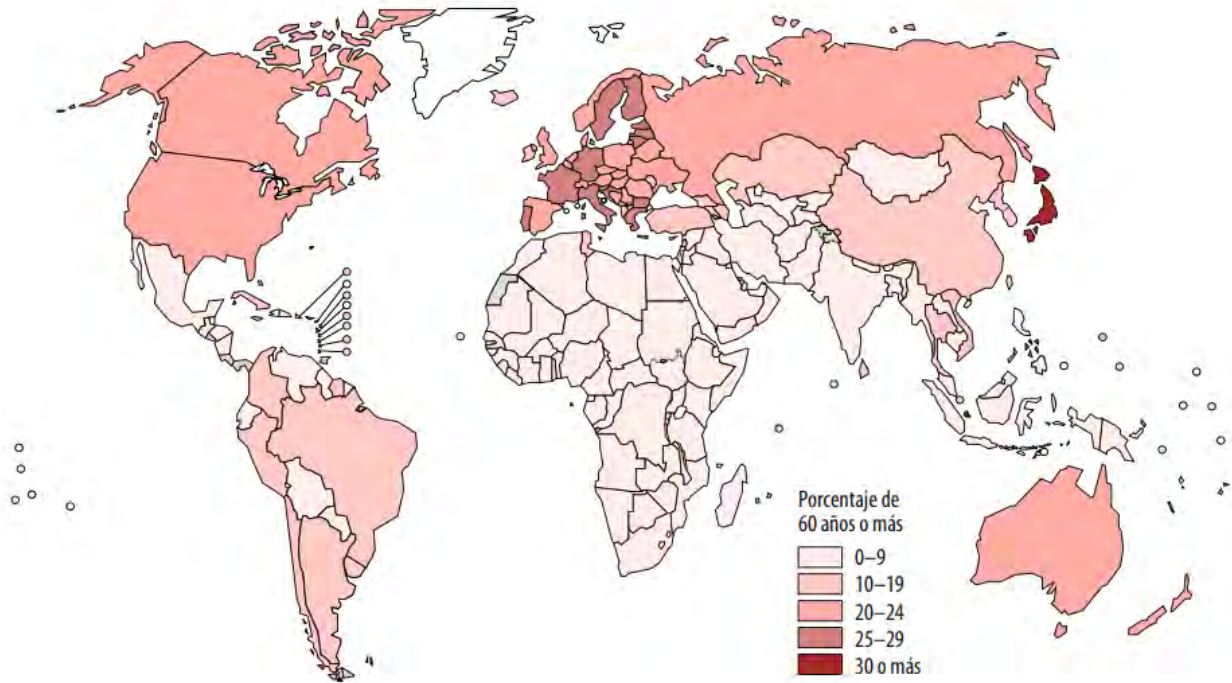 Porcentaje de
60 años o más
0–9
10–19
20–24
25–29
30 o más